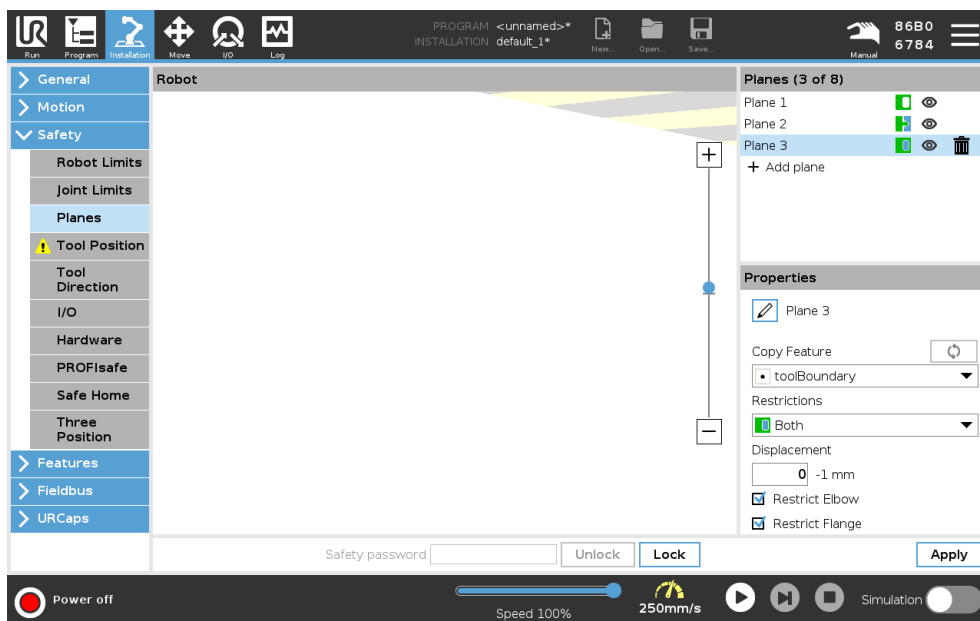 PROGRAM <unnamed>*
INSTALLATION default_1*
86B0
6784
Run Program Installation Move I/O Log New... Open... Save... Manual
General
Motion
Safety
Robot Limits
Joint Limits
Planes
Tool Position
Tool
Direction
I/O
Hardware
PROFIsafe
Safe Home
Three
Position
Features
Fieldbus
URCaps
Robot
Planes (3 of 8)
Plane 1
Plane 2
Plane 3
+ Add plane
Properties
Plane 3
Copy Feature
toolBoundary
Restrictions
Both
Displacement
0 -1 mm
Restrict Elbow
Restrict Flange
Safety password Unlock Lock Apply
Power off
Speed 100%
250mm/s
Simulation